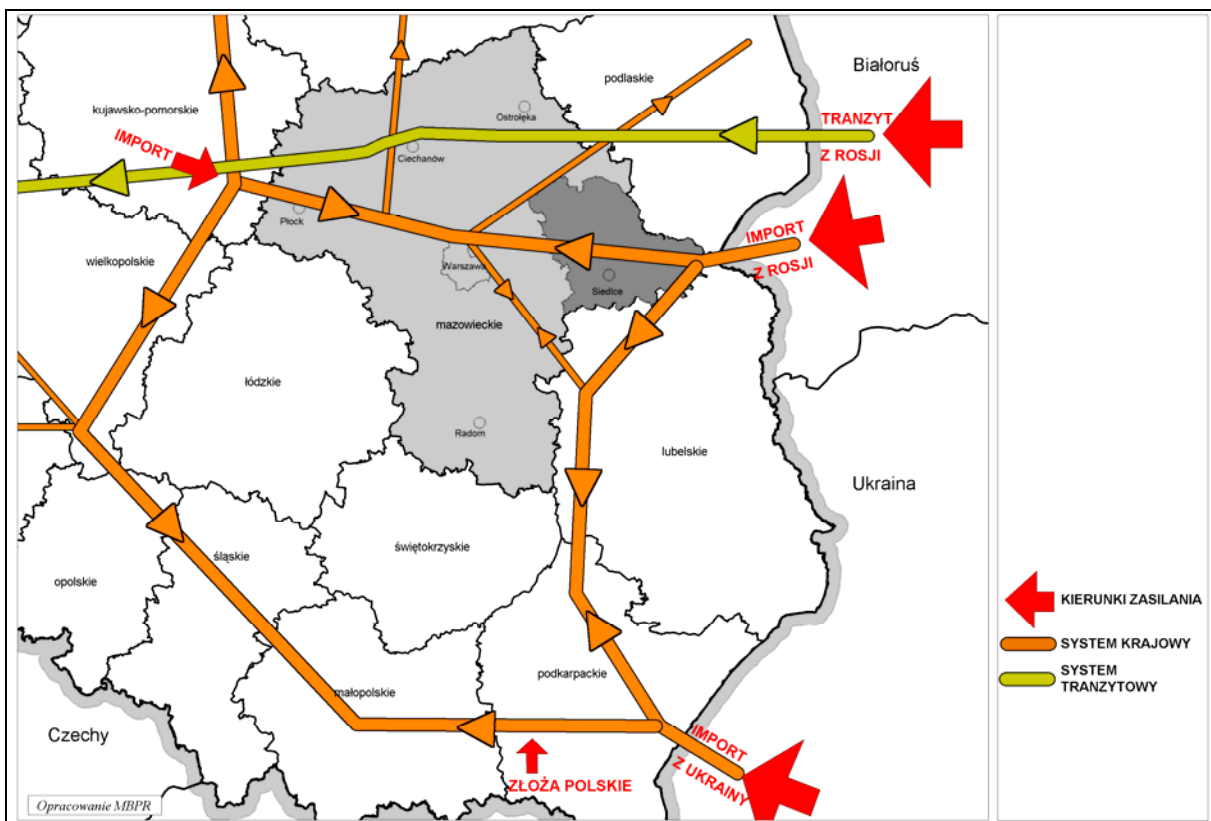 Białoruś
podlaskie
kujawsko-pomorskie
Ostrołęka
TRANZYT
IMPORT
Ciechanów
Z ROSJI
Płock
IMPORT
wielkopolskie
Warszawa
Z ROSJI
Siedlce
mazowieckie
łódzkie
Radom
lubelskie
Ukraina
śląskie
świętokrzyskie
opolskie
KIERUNKI ZASILANIA
SYSTEM KRAJOWY
SYSTEM
TRANZYTOWY
podkarpackie
małopolskie
Czechy
IMPORT
Z UKRAINY
ZŁOŻA POLSKIE
Opracowanie MBPR